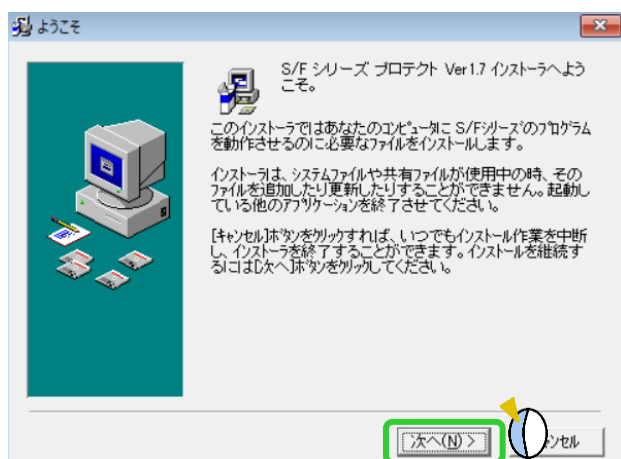 ようこそ
S/F シリーズ プロテクト Ver1.7 インストーラへよう
こそ。
このインストーラではあなたのコンピュータに S/Fシリーズのプログラム
を動作させるのに必要なファイルをインストールします。
インストーラは、システムファイルや共有ファイルが使用中の時、その
ファイルを追加したり更新したりすることができません。起動し
ている他のアプリケーションを終了させてください。
[キャンセル]ボタンをクリックすれば、いつでもインストール作業を中断
し、インストーラを終了することができます。インストールを継続す
るには[次へ]ボタンをクリックしてください。
次へ(N) >
ンセル